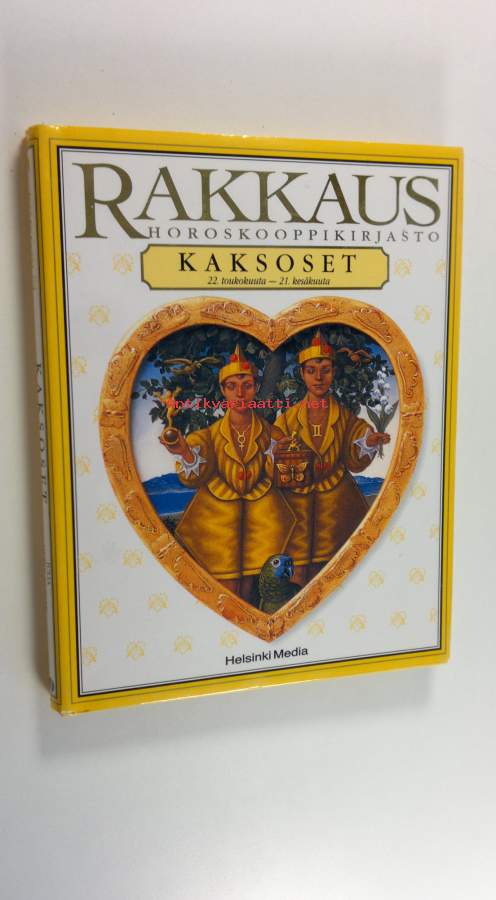 RAKKAUS
HOROSKOOPPIKIRJASTO
KAKSOSET
22. toukokuuta — 21. kesäkuuta
Antikvariaatti.net
Helsinki Media
KAKSOSET